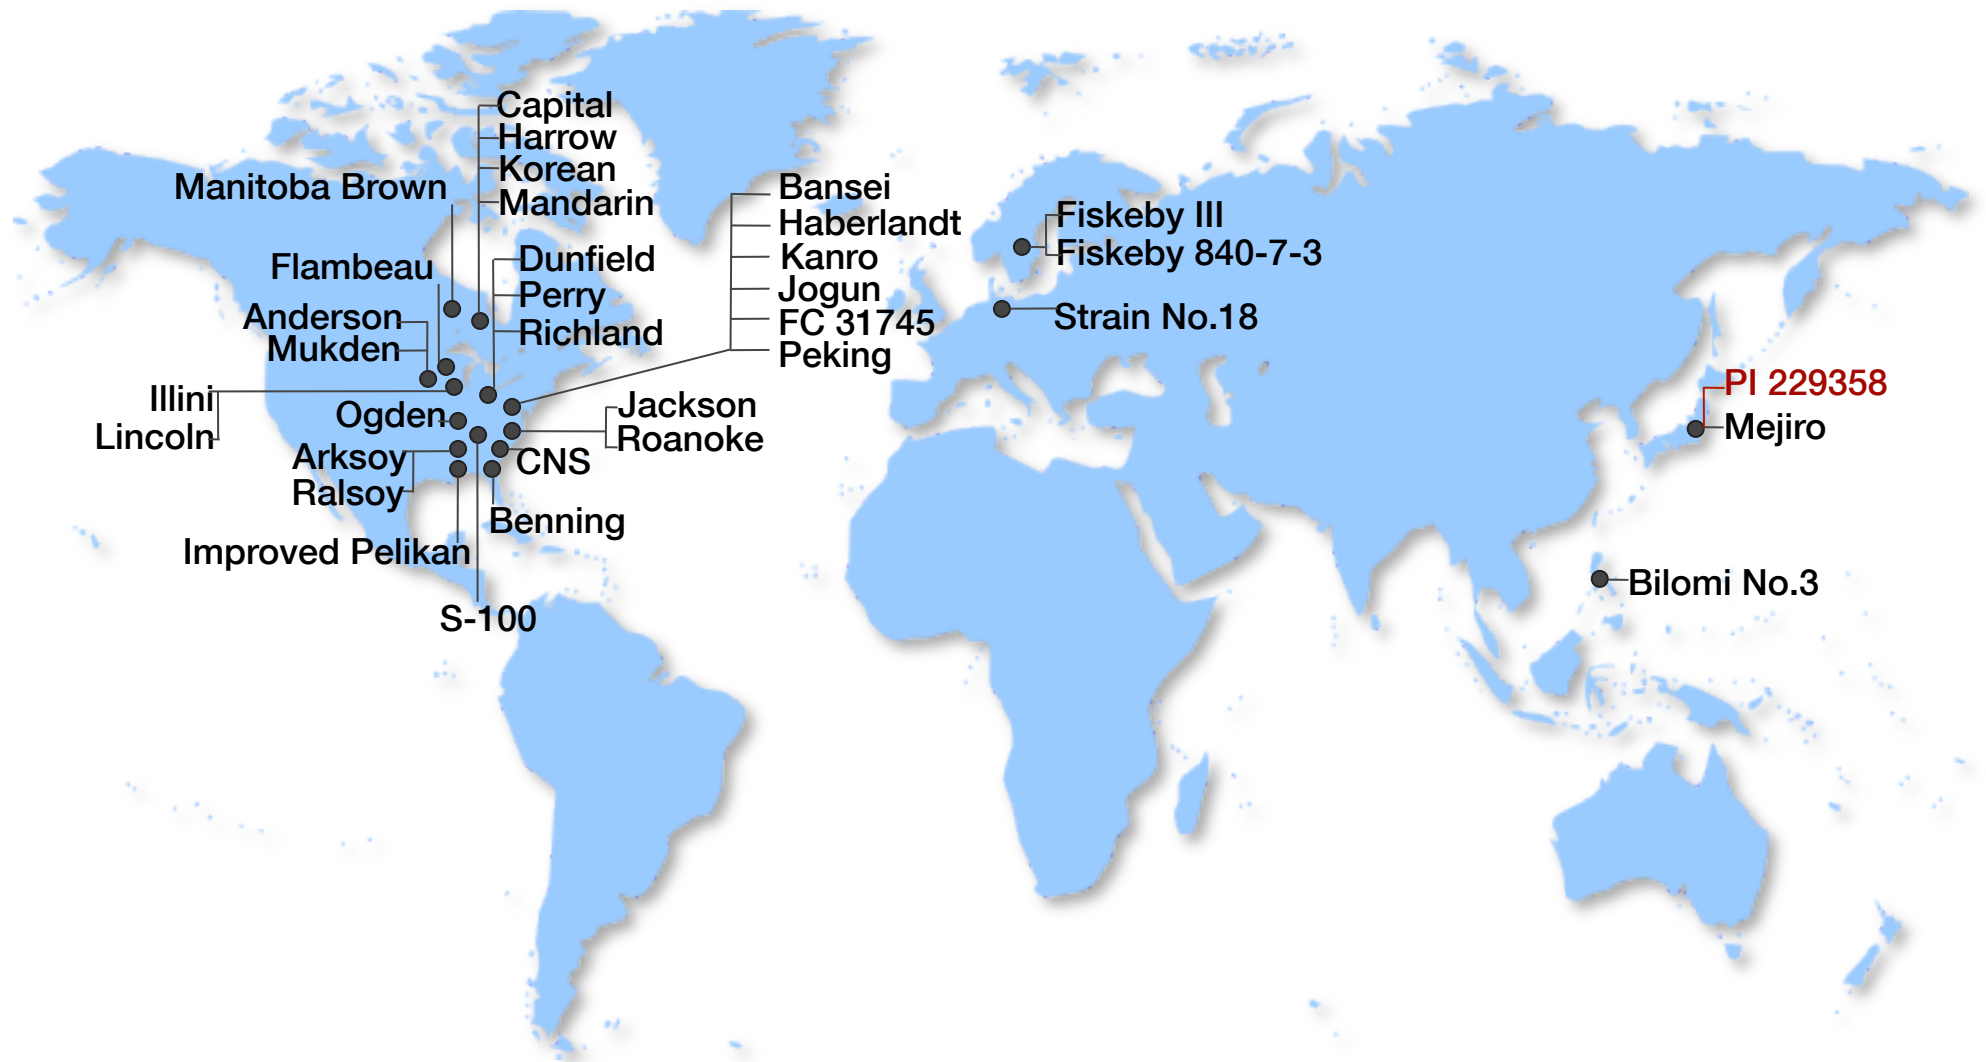 Capital
Harrow
Korean
Mandarin
Manitoba Brown
Flambeau
Dunfield
Perry
Richland
Anderson
Mukden
Illini
Lincoln
Ogden
Arksoy
Ralsoy
Improved Pelikan
S-100
Benning
CNS
Jackson
Roanoke
Bansei
Haberlandt
Kanro
Jogun
FC 31745
Peking
Fiskeby III
Fiskeby 840-7-3
Strain No.18
PI 229358
Mejiro
Bilomi No.3